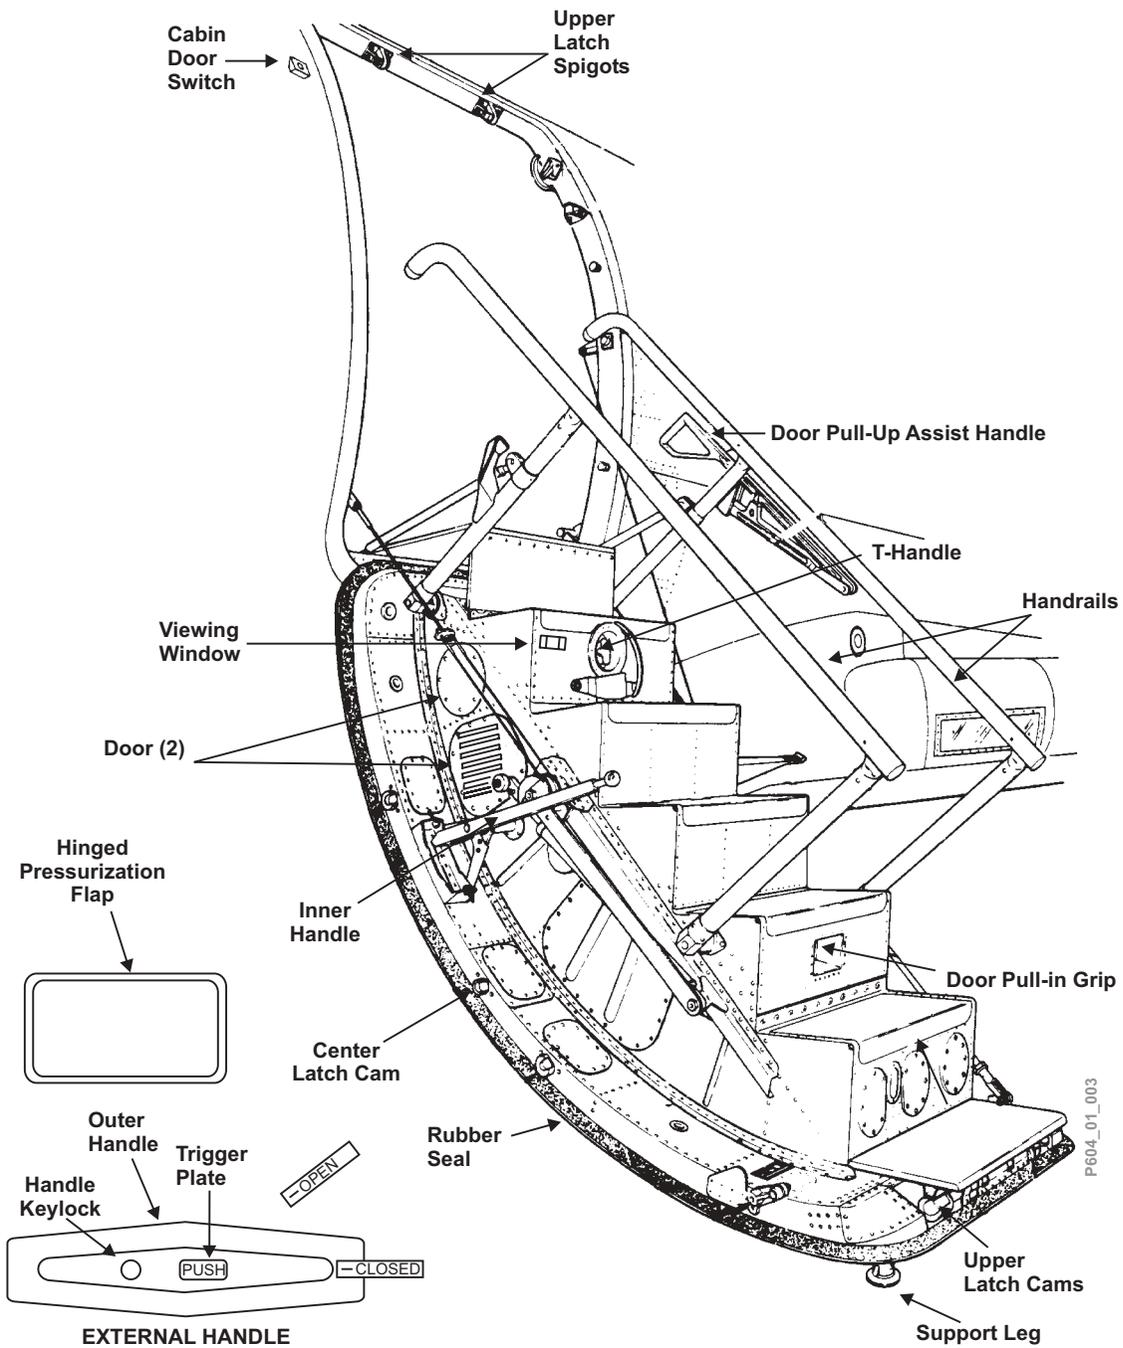 Cabin
Door
Switch
Upper
Latch
Spigots
Door Pull-Up Assist Handle
T-Handle
Handrails
Viewing
Window
Door (2)
Hinged
Pressurization
Flap
Inner
Handle
Door Pull-in Grip
Center
Latch Cam
Outer
Handle
Trigger
Plate
Rubber
Seal
OPEN
Handle
Keylock
PUSH
CLOSED
Upper
Latch Cams
Support Leg
EXTERNAL HANDLE
P604_01_003